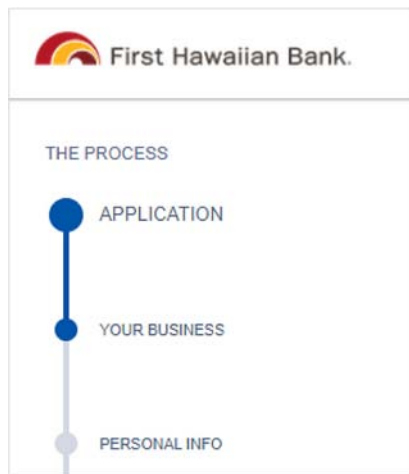 First Hawaiian Bank.
THE PROCESS
APPLICATION
YOUR BUSINESS
PERSONAL INFO